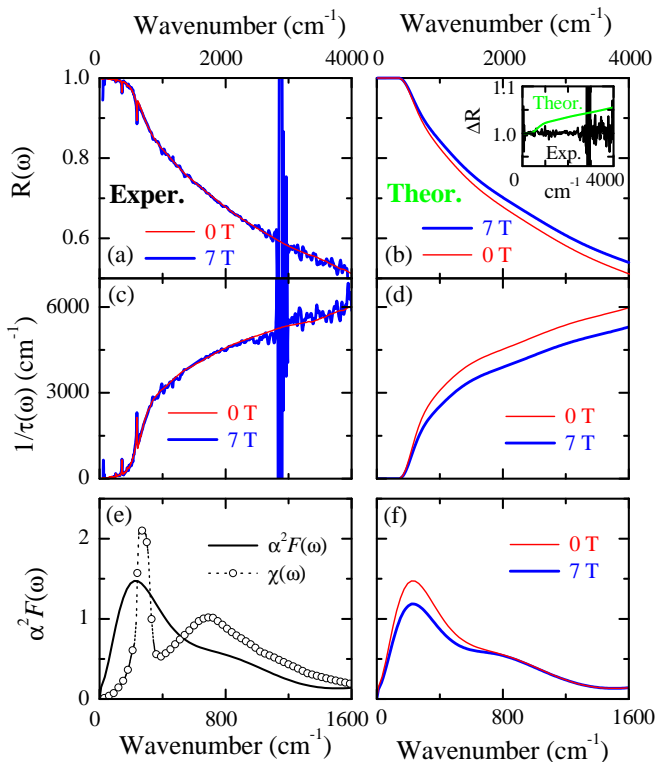 Wavenumber (cm⁻¹)
Wavenumber (cm⁻¹)
0 2000 4000
0 2000 4000
R(ω)
1.0
0.8
0.6
Exper.
0 T
7 T
(a)
Theor.
7 T
0 T
(b)
ΔR
1.1
1.0
Theor.
Exp.
0 cm⁻¹ 4000
1/τ(ω) (cm⁻¹)
6000
3000
0
(c)
0 T
7 T
(d)
0 T
7 T
α²F(ω)
2
1
0
(e)
α²F(ω)
χ(ω)
(f)
0 T
7 T
0 800 1600
0 800 1600
Wavenumber (cm⁻¹)
Wavenumber (cm⁻¹)